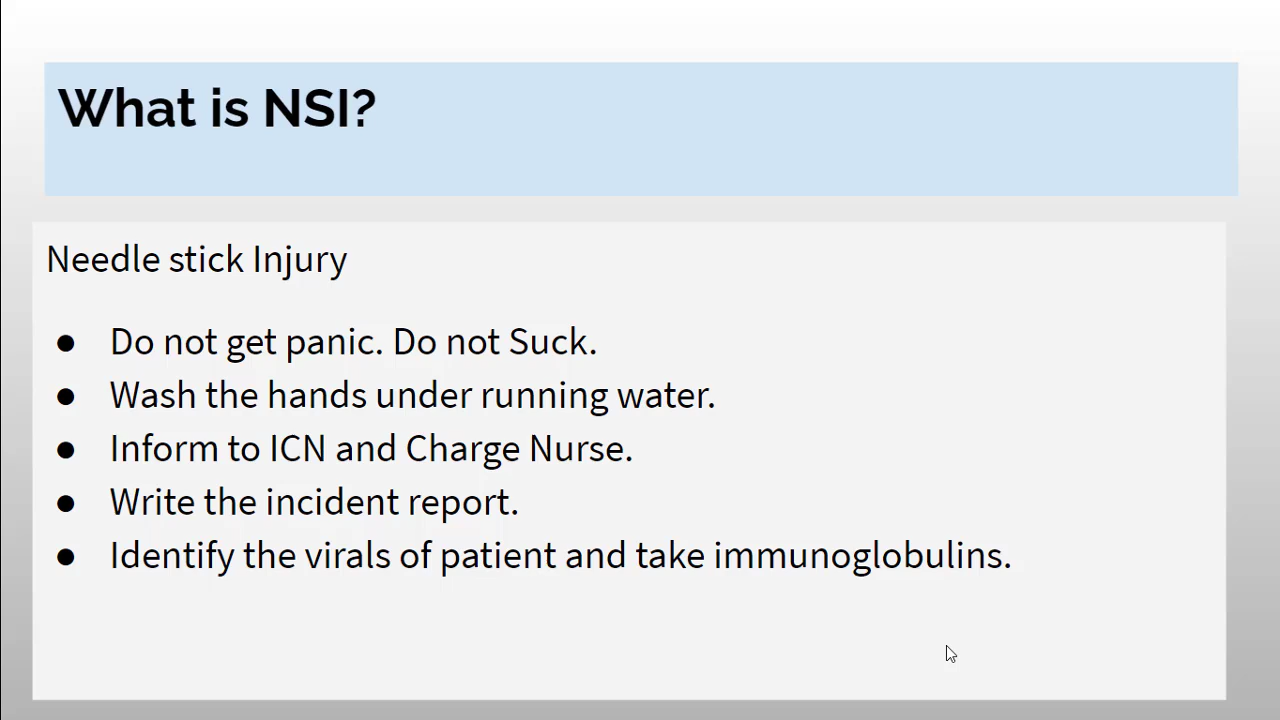 What is NSI?
Needle stick Injury
● Do not get panic. Do not Suck.
● Wash the hands under running water.
● Inform to ICN and Charge Nurse.
● Write the incident report.
● Identify the virals of patient and take immunoglobulins.